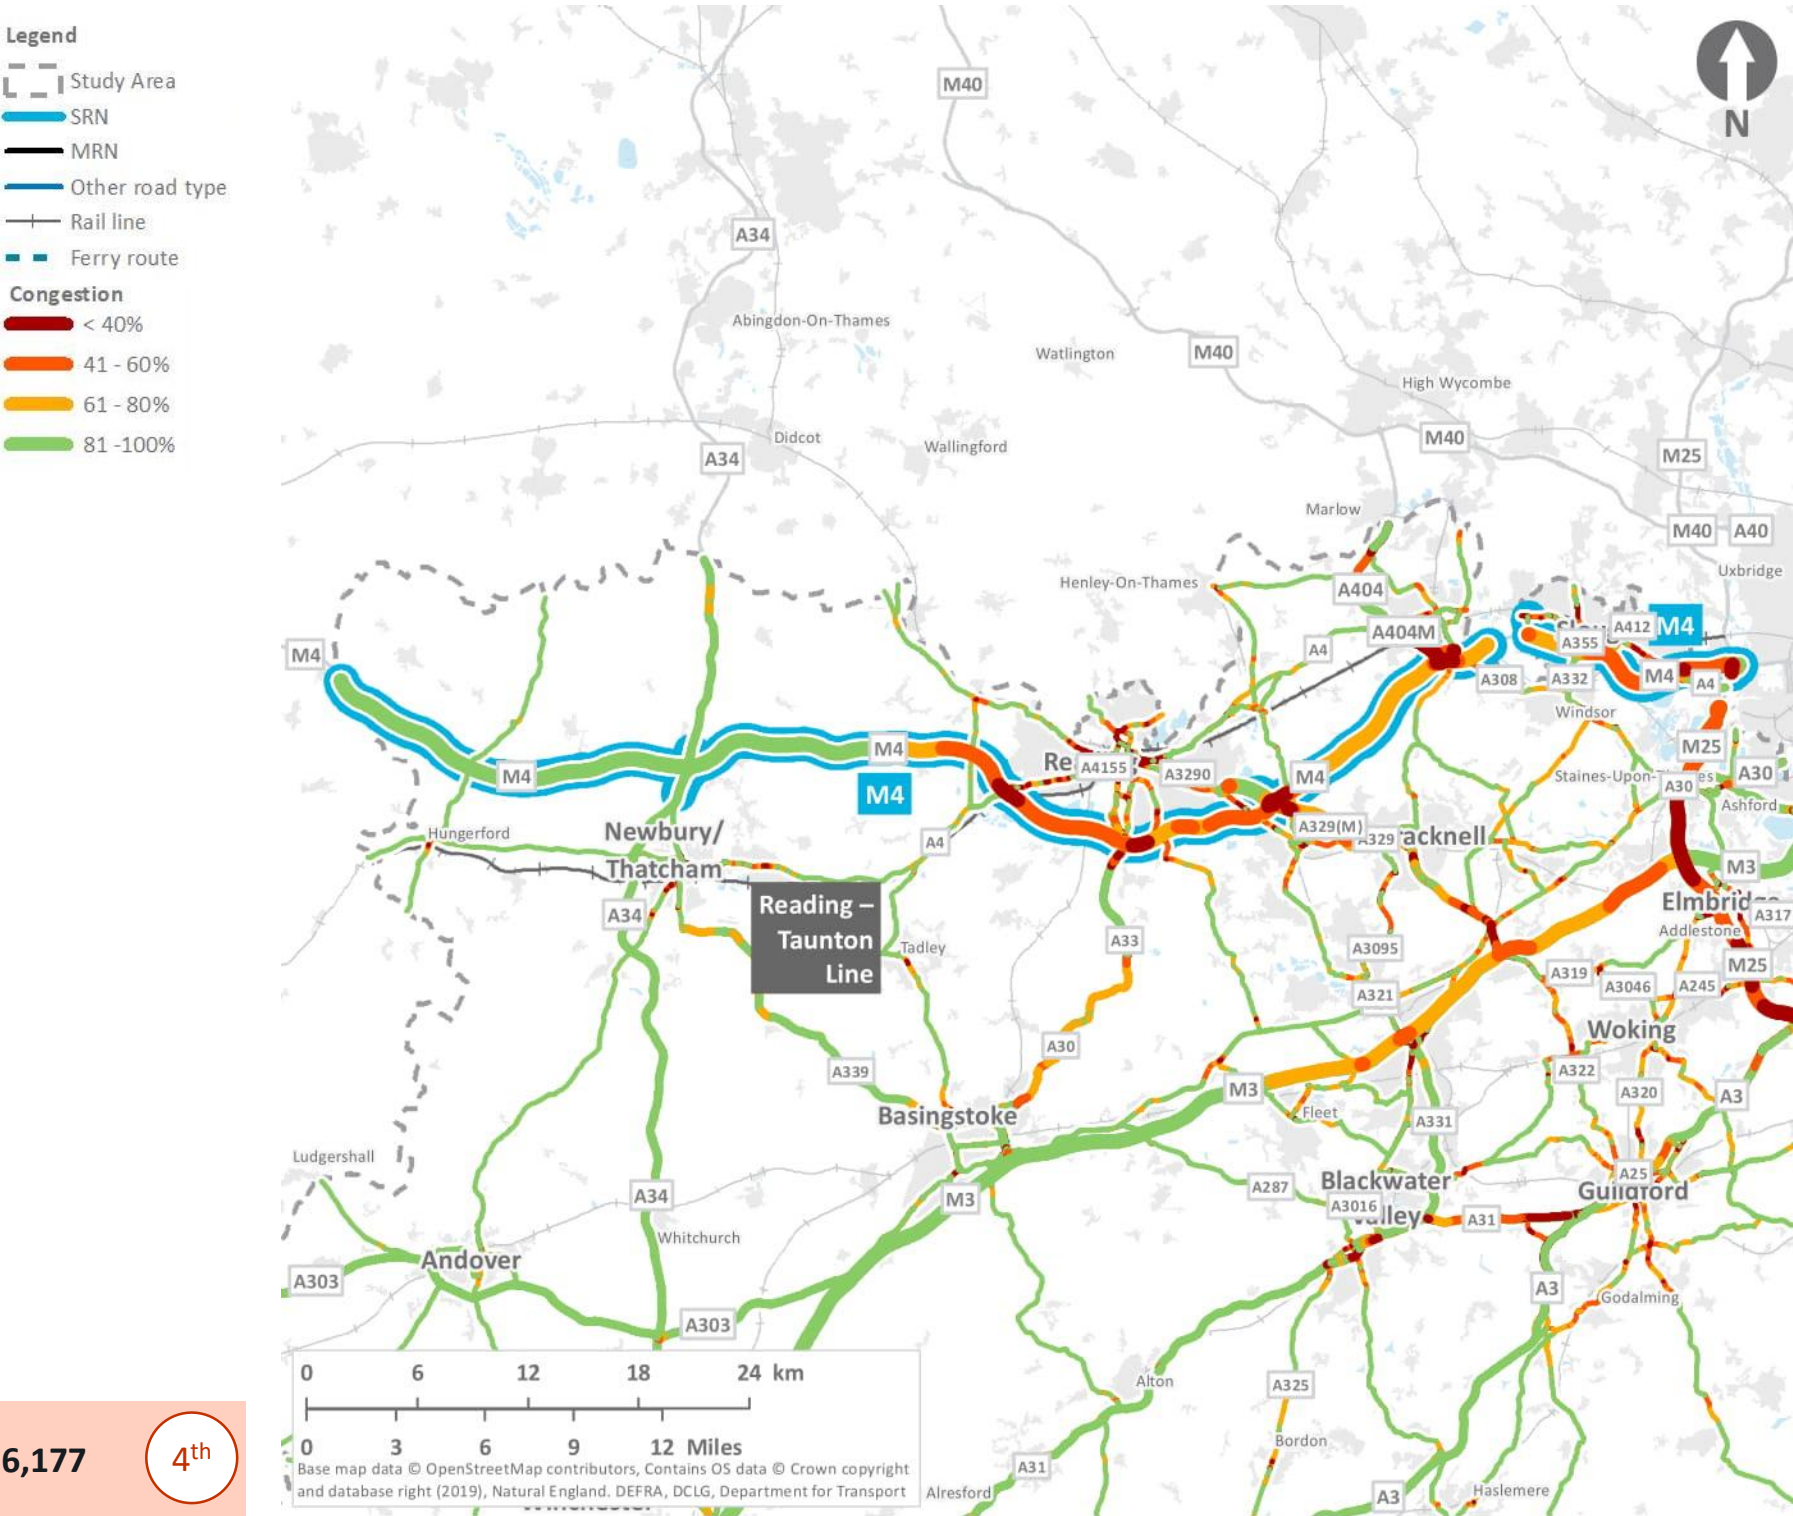 Legend
Study Area
SRN
MRN
Other road type
Rail line
Ferry route
Congestion
< 40%
41 - 60%
61 - 80%
81 -100%
6,177
4th
N
M40
A34
Abingdon-On-Thames
Watlington
M40
High Wycombe
Didcot
Wallingford
M40
M25
A34
Marlow
M40
A40
Uxbridge
Henley-On-Thames
A404
A404M
A412
M4
A355
A4
M4
A308
A332
M4
A4
Windsor
M4
M4
M4
Re
A4155
A3290
M4
M25
Staines-Upon-T
es
A30
A30
Ashford
M4
Hungerford
Newbury/
Thatcham
A4
A329(M)
A329
acknell
M3
Elmbridge
A317
Addlestone
Reading –
Taunton
Line
A34
Tadley
A33
A3095
A319
M25
A3046
A245
A321
Woking
A30
A339
M3
A322
A320
A3
Fleet
A331
Basingstoke
Ludgershall
A34
M3
A287
Blackwater
Valley
A3016
A25
Guildford
A31
Whitchurch
Andover
A303
A303
A3
Godalming
0 6 12 18 24 km
0 3 6 9 12 Miles
Base map data © OpenStreetMap contributors, Contains OS data © Crown copyright
and database right (2019), Natural England. DEFRA, DCLG, Department for Transport
Alton
A325
Bordon
A31
Alresford
A3
Haslemere